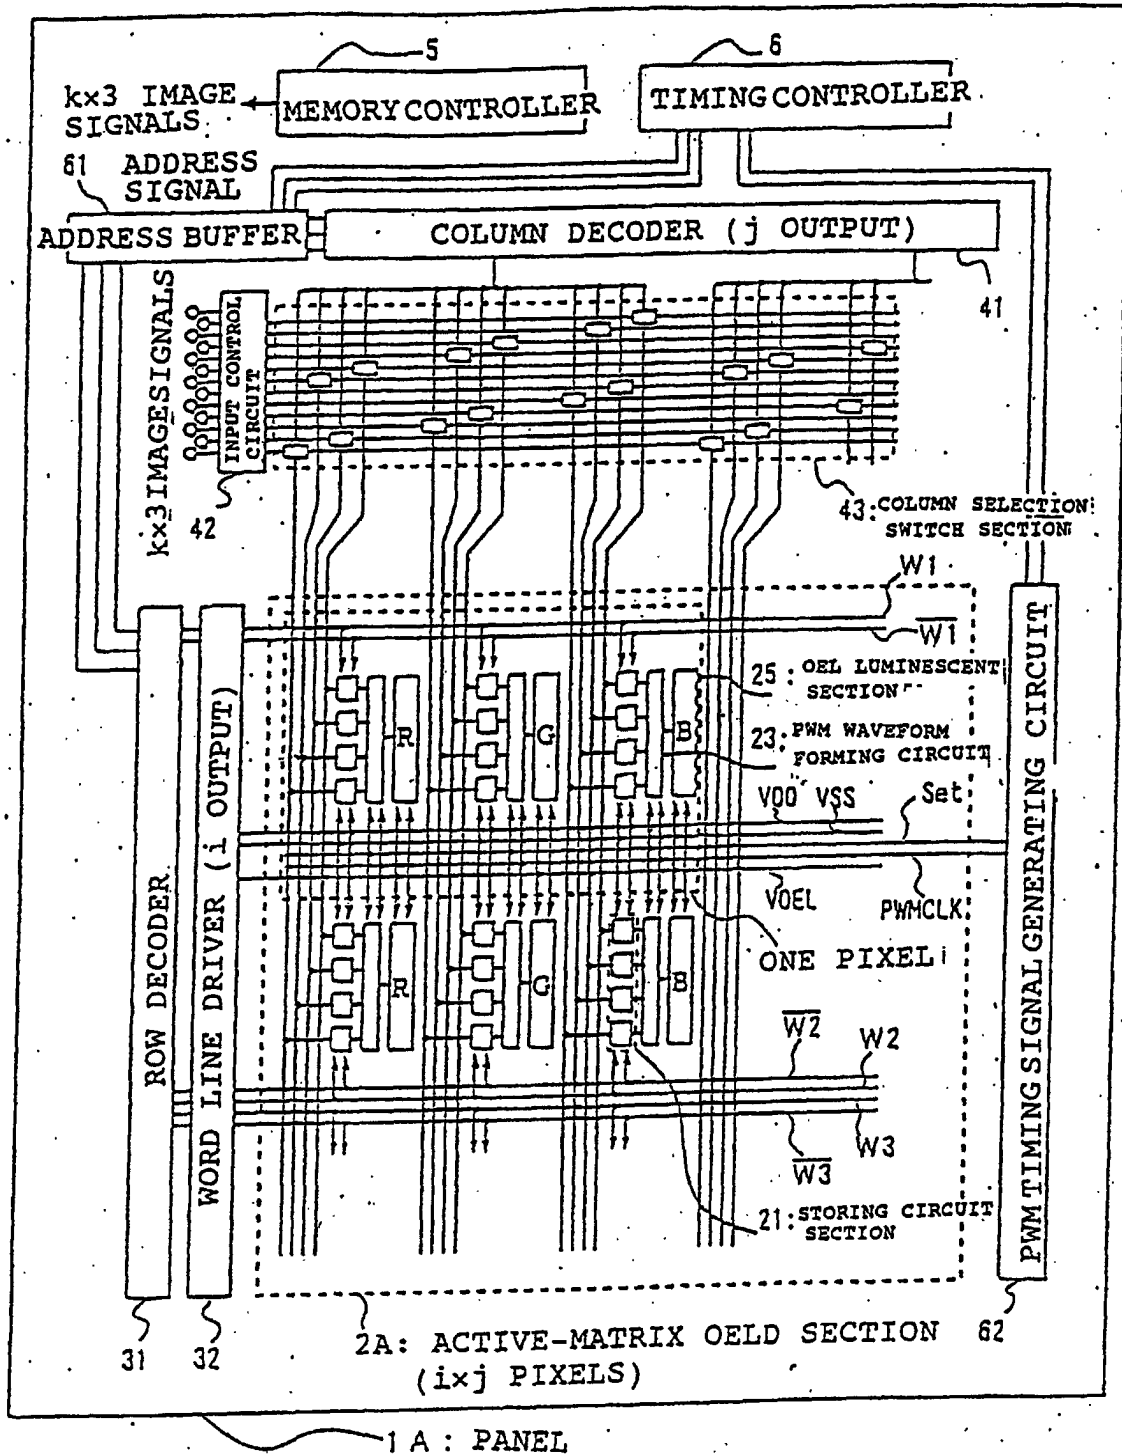 5
6
k×3 IMAGE
SIGNALS
MEMORY CONTROLLER
TIMING CONTROLLER
61
ADDRESS
SIGNAL
ADDRESS BUFFER
COLUMN DECODER (j OUTPUT)
41
k×3 IMAGE SIGNALS
INPUT CONTROL
CIRCUIT
42
43: COLUMN SELECTION
SWITCH SECTION
W1
W̅1̅
25: OEL LUMINESCENT
SECTION
23: PWM WAVEFORM
FORMING CIRCUIT
R
G
B
VDD
VSS
Set
VOEL
PWMCLK
ONE PIXEL
R
G
B
W̅2̅
W2
W3
W̅3̅
21: STORING CIRCUIT
SECTION
ROW DECODER
WORD LINE DRIVER (i OUTPUT)
PWM TIMING SIGNAL GENERATING CIRCUIT
31
32
2A: ACTIVE-MATRIX OELD SECTION
(i×j PIXELS)
62
1A: PANEL